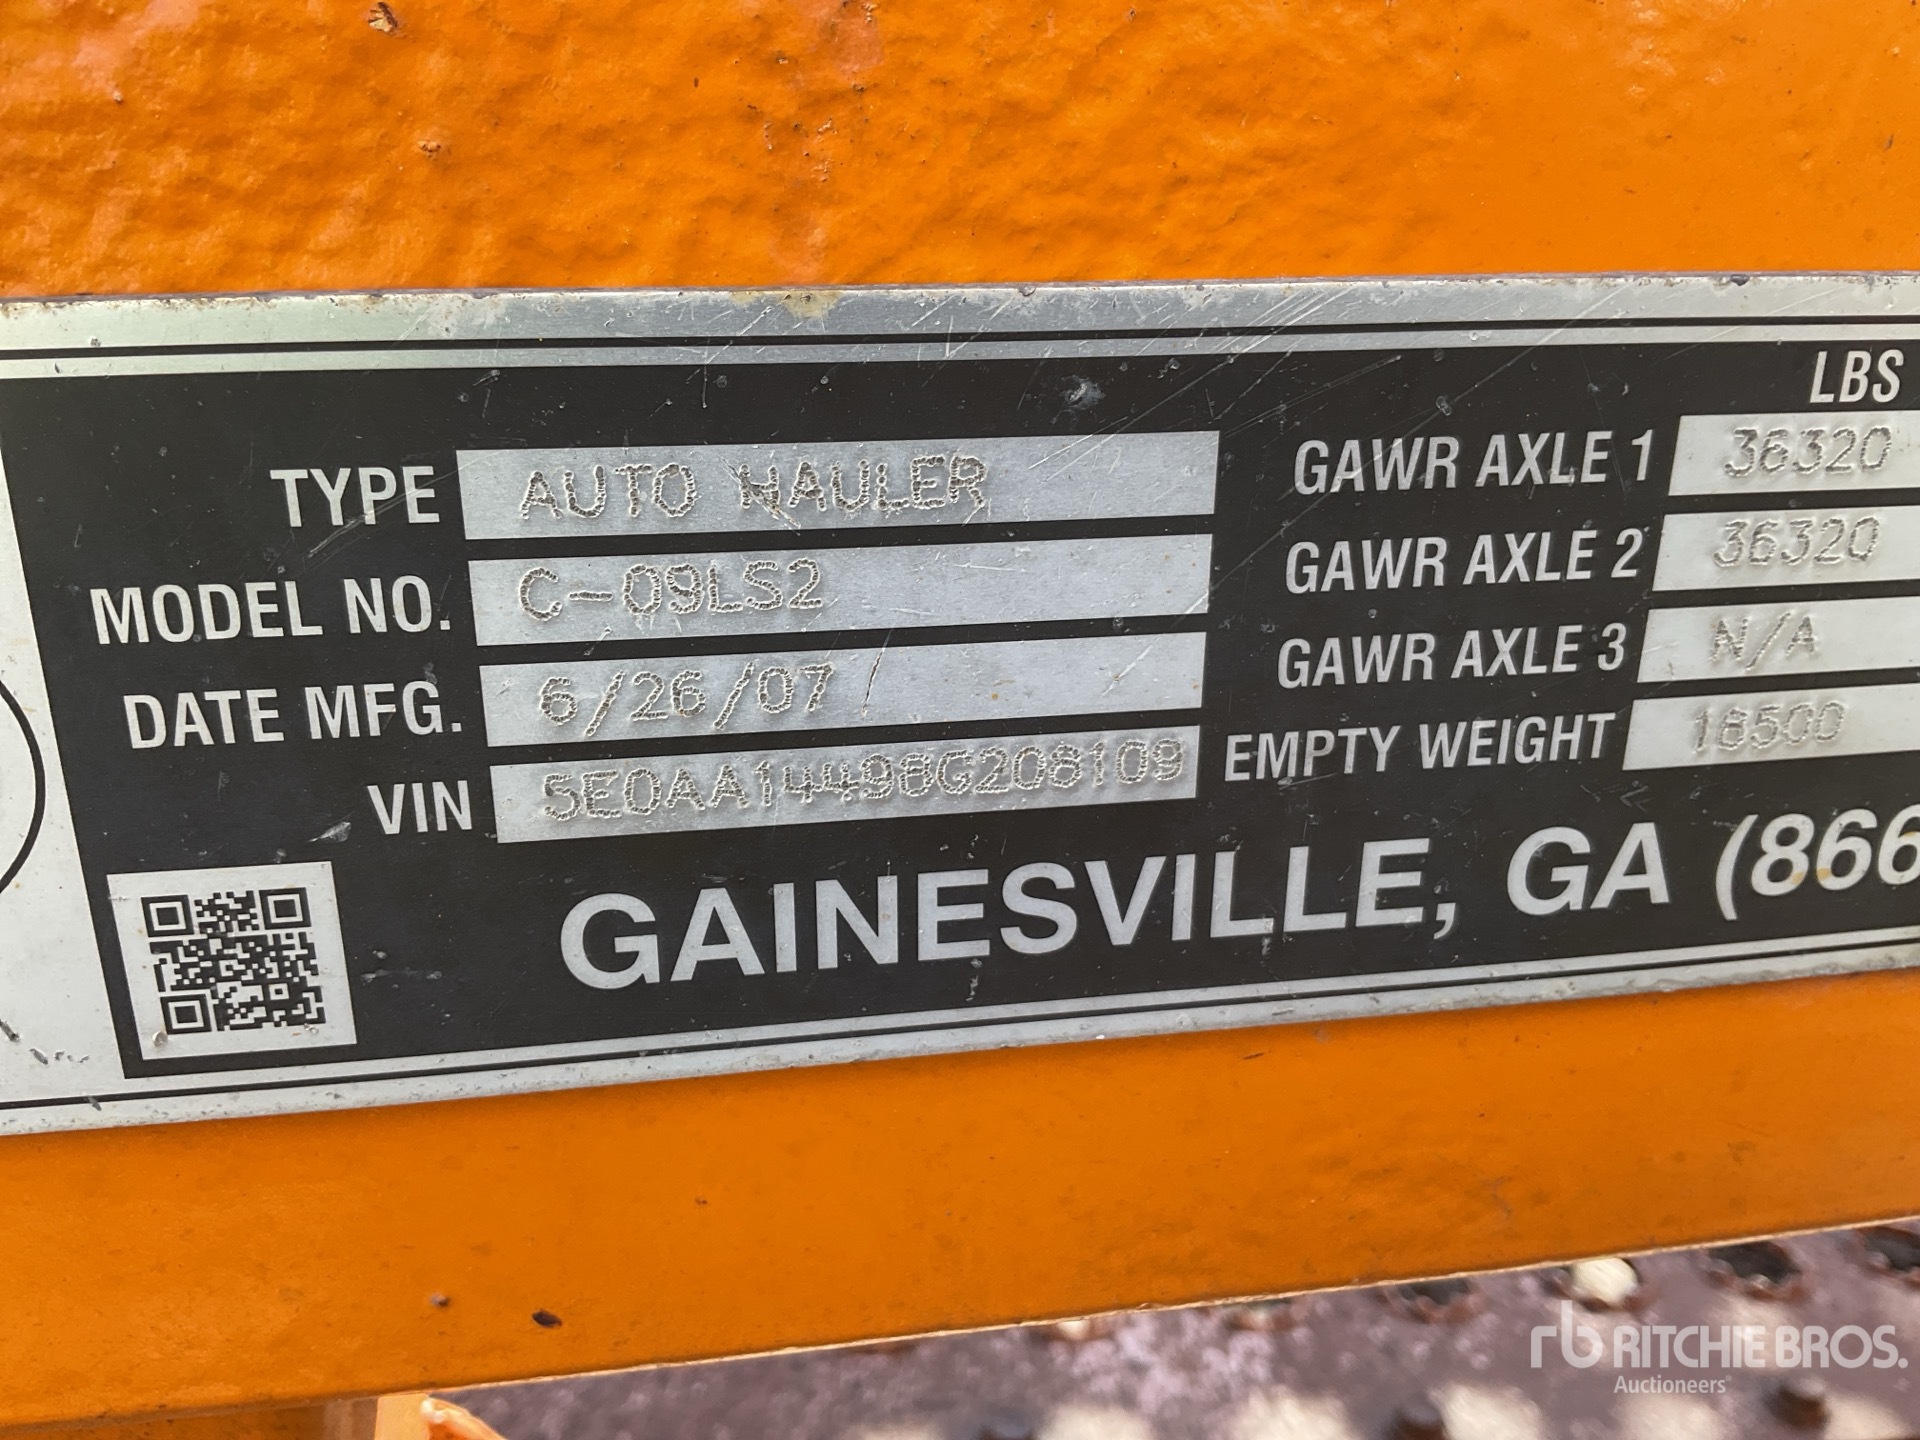 LBS
TYPE AUTO HAULER
GAWR AXLE 1 36320
MODEL NO. C-09LS2
GAWR AXLE 2 36320
DATE MFG. 6/26/07
GAWR AXLE 3 N/A
VIN 5E0AA14498G208109
EMPTY WEIGHT 18500
GAINESVILLE, GA (866
rb RITCHIE BROS.
Auctioneers